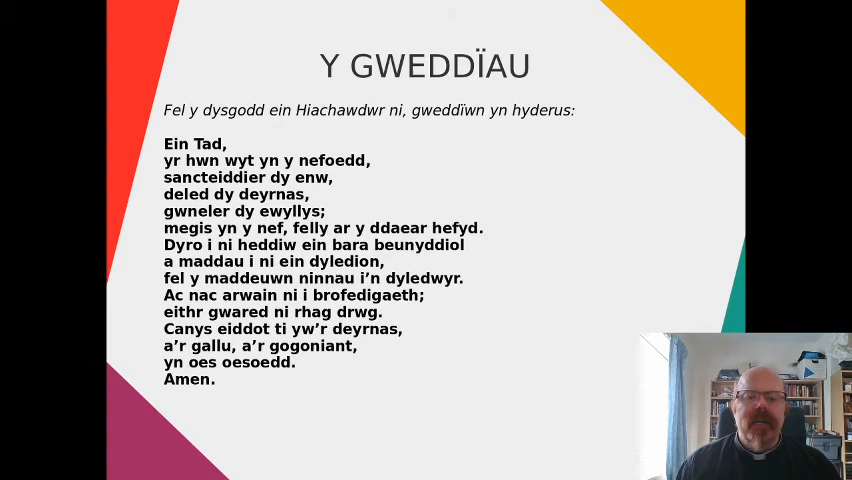 Y GWEDDÏAU
Fel y dysgodd ein Hiachawdwr ni, gweddïwn yn hyderus:
Ein Tad,
yr hwn wyt yn y nefoedd,
sancteiddier dy enw,
deled dy deyrnas,
gwneler dy ewyllys;
megis yn y nef, felly ar y ddaear hefyd.
Dyro i ni heddiw ein bara beunyddiol
a maddau i ni ein dyledion,
fel y maddeuwn ninnau i’n dyledwyr.
Ac nac arwain ni i brofedigaeth;
eithr gwared ni rhag drwg.
Canys eiddot ti yw’r deyrnas,
a’r gallu, a’r gogoniant,
yn oes oesoedd.
Amen.